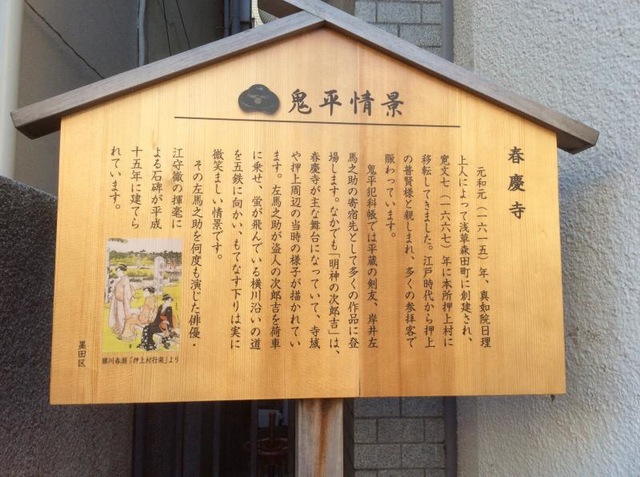 鬼平情景
春慶寺
元和元(一六一五)年、真如院日理
上人によって浅草森田町に創建され、
寛文七(一六六七)年に本所押上村に
移転してきました。江戸時代から押上
の普賢様と親しまれ、多くの参拝客で
賑わっています。
鬼平犯科帳では平蔵の剣友、岸井左
馬之助の寄宿先として多くの作品に登
場します。なかでも「明神の次郎吉」は、
春慶寺が主な舞台になっていて、寺域
や押上周辺の当時の様子が描かれてい
ます。左馬之助が盗人の次郎吉を荷車
に乗せ、蛍が飛んでいる横川沿いの道
を五鉄に向かい、もてなす下りは実に
微笑ましい情景です。
その左馬之助を何度も演じた俳優・
江守徹の揮毫に
よる石碑が平成
十五年に建てら
れています。
勝川春潮「押上村行楽」より
墨田区